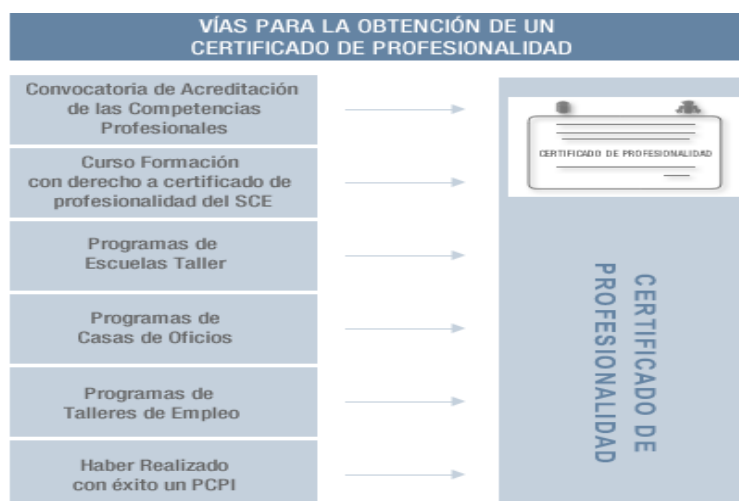 VÍAS PARA LA OBTENCIÓN DE UN
CERTIFICADO DE PROFESIONALIDAD
Convocatoria de Acreditación
de las Competencias
Profesionales
Curso Formación
con derecho a certificado de
profesionalidad del SCE
Programas de
Escuelas Taller
Programas de
Casas de Oficios
Programas de
Talleres de Empleo
Haber Realizado
con éxito un PCPI
CERTIFICADO DE PROFESIONALIDAD
CERTIFICADO DE
PROFESIONALIDAD